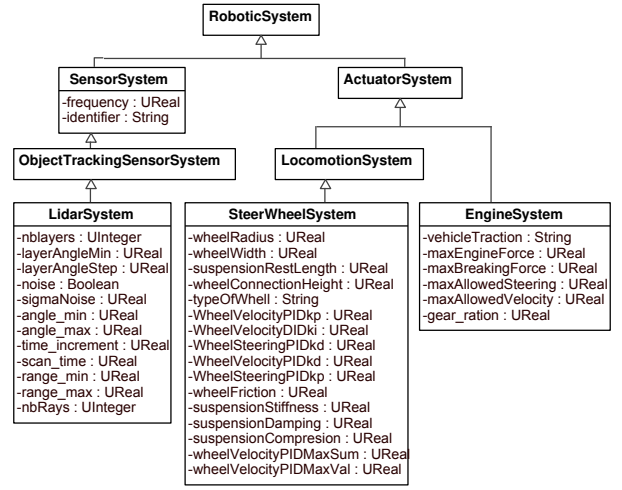 RoboticSystem
SensorSystem
-frequency : UReal
-identifier : String
ActuatorSystem
ObjectTrackingSensorSystem
LocomotionSystem
LidarSystem
-nblayers : UInteger
-layerAngleMin : UReal
-layerAngleStep : UReal
-noise : Boolean
-sigmaNoise : UReal
-angle_min : UReal
-angle_max : UReal
-time_increment : UReal
-scan_time : UReal
-range_min : UReal
-range_max : UReal
-nbRays : UInteger
SteerWheelSystem
-wheelRadius : UReal
-wheelWidth : UReal
-suspensionRestLength : UReal
-wheelConnectionHeight : UReal
-typeOfWhell : String
-WheelVelocityPIDkp : UReal
-WheelVelocityDIDki : UReal
-WheelSteeringPIDkd : UReal
-WheelVelocityPIDkd : UReal
-WheelSteeringPIDkp : UReal
-wheelFriction : UReal
-suspensionStiffness : UReal
-suspensionDamping : UReal
-suspensionCompresion : UReal
-wheelVelocityPIDMaxSum : UReal
-wheelVelocityPIDMaxVal : UReal
EngineSystem
-vehicleTraction : String
-maxEngineForce : UReal
-maxBreakingForce : UReal
-maxAllowedSteering : UReal
-maxAllowedVelocity : UReal
-gear_ration : UReal